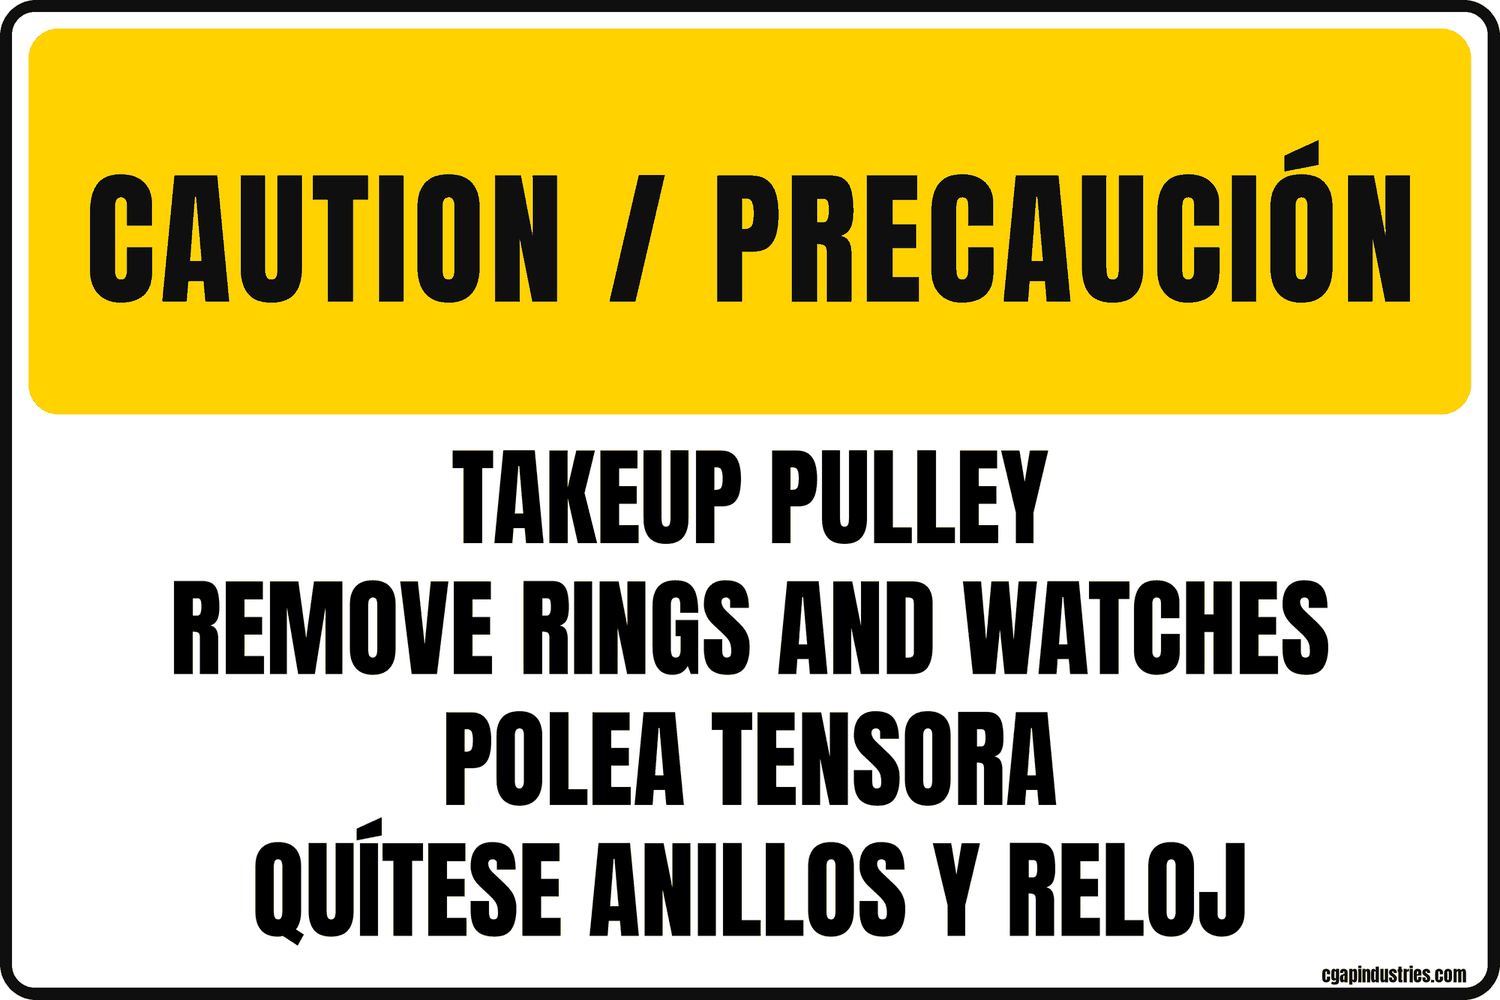 CAUTION / PRECAUCIÓN
TAKEUP PULLEY
REMOVE RINGS AND WATCHES
POLEA TENSORA
QUÍTESE ANILLOS Y RELOJ
cgapindustries.com